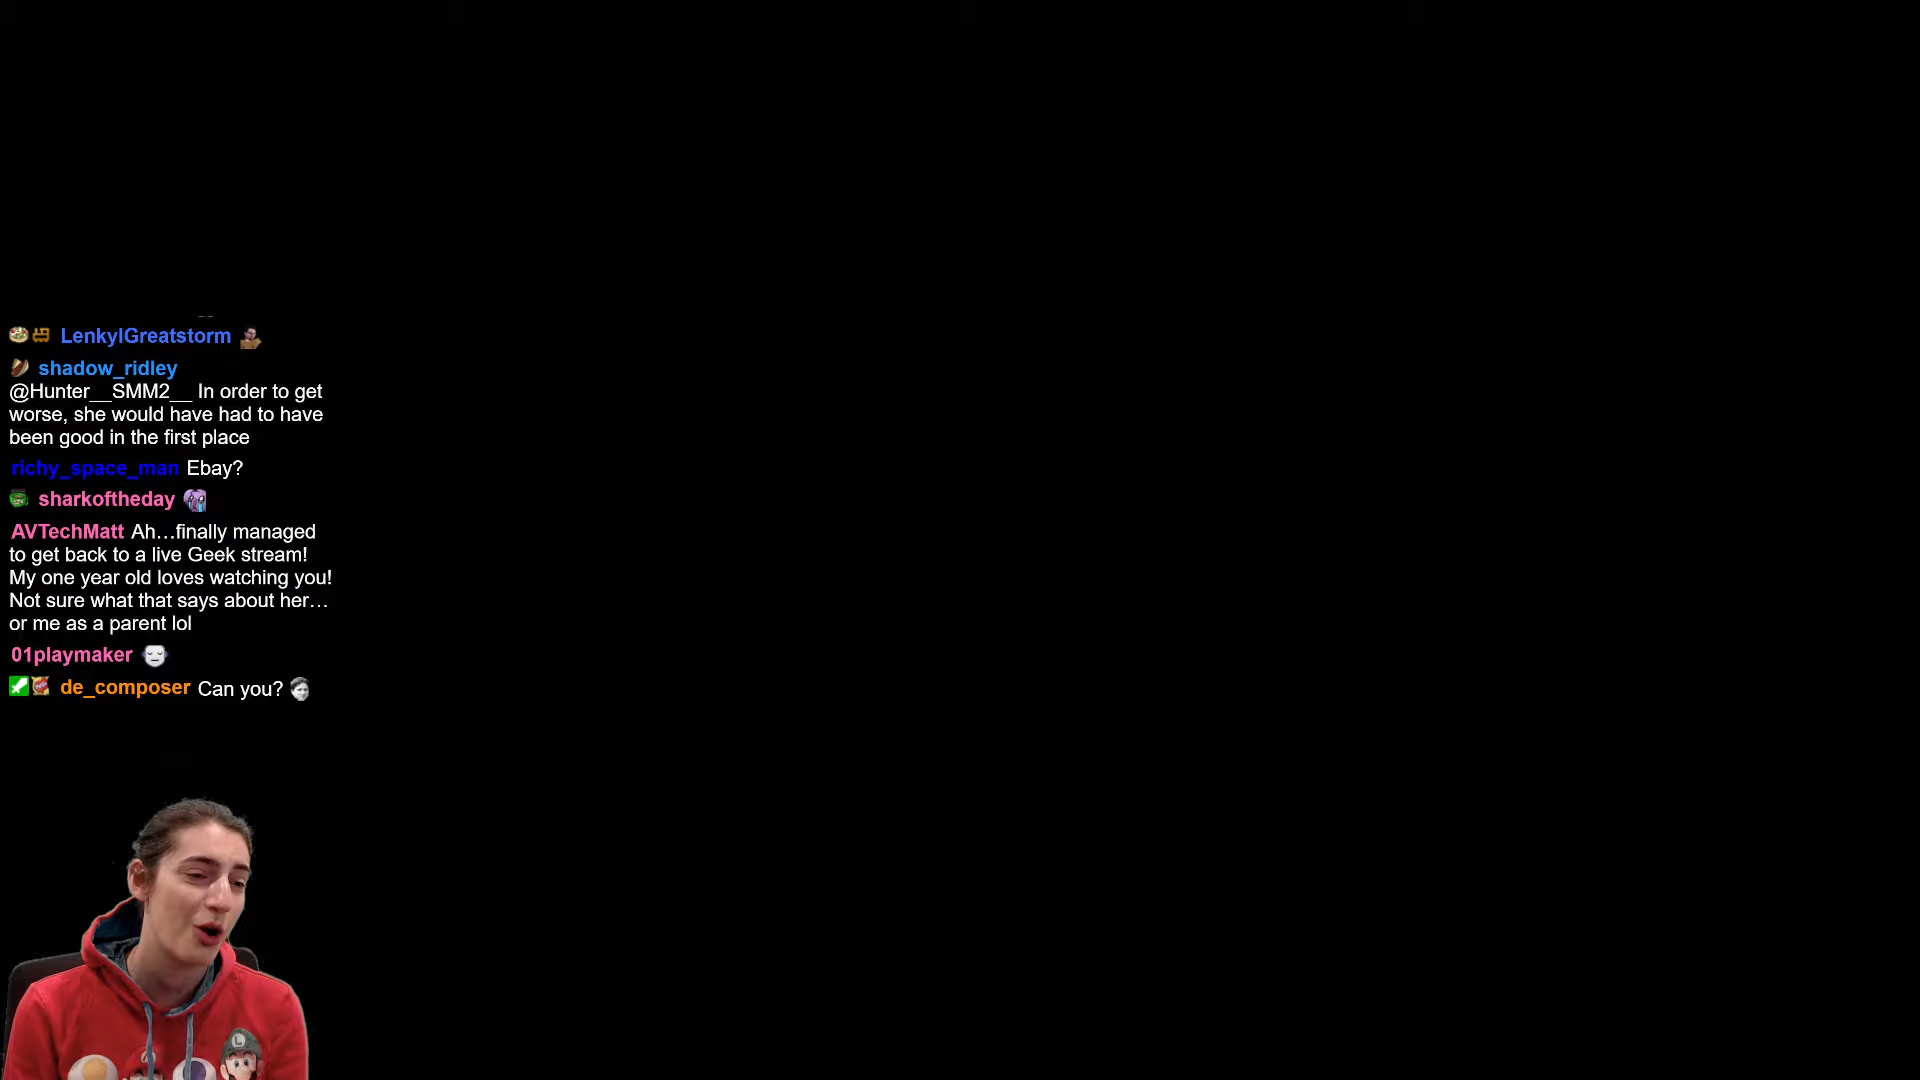 LenkylGreatstorm
shadow_ridley
@Hunter__SMM2__ In order to get
worse, she would have had to have
been good in the first place
richy_space_man Ebay?
sharkoftheday
AVTechMatt Ah…finally managed
to get back to a live Geek stream!
My one year old loves watching you!
Not sure what that says about her…
or me as a parent lol
01playmaker
de_composer Can you?
L